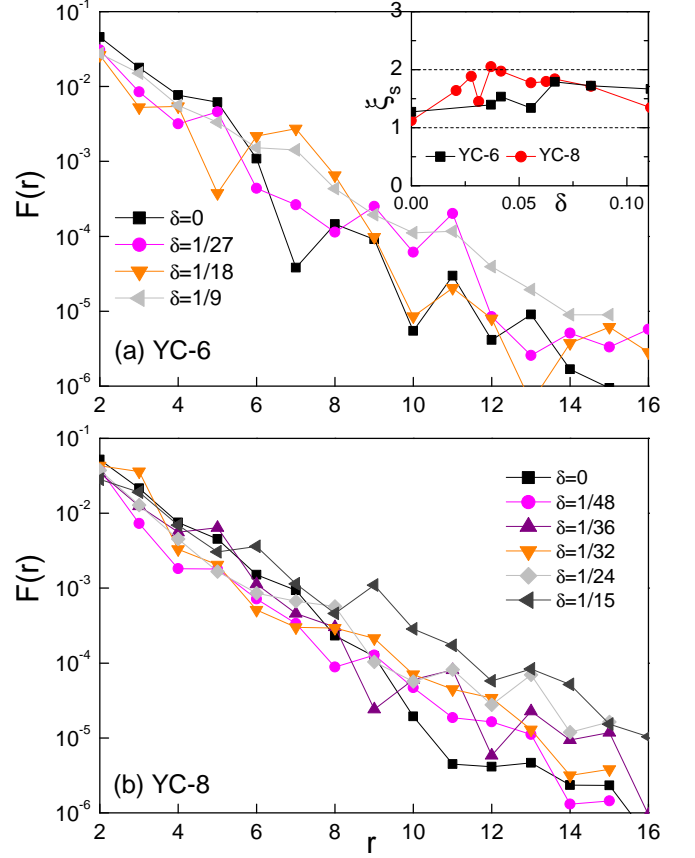 10⁻¹
10⁻²
10⁻³
10⁻⁴
10⁻⁵
10⁻⁶
F(r)
δ=0
δ=1/27
δ=1/18
δ=1/9
(a) YC-6
2 4 6 8 10 12 14 16
3
2
1
0
ξₛ
YC-6 YC-8
0.00 0.05 0.10
δ
10⁻¹
10⁻²
10⁻³
10⁻⁴
10⁻⁵
10⁻⁶
F(r)
δ=0
δ=1/48
δ=1/36
δ=1/32
δ=1/24
δ=1/15
(b) YC-8
2 4 6 8 10 12 14 16
r